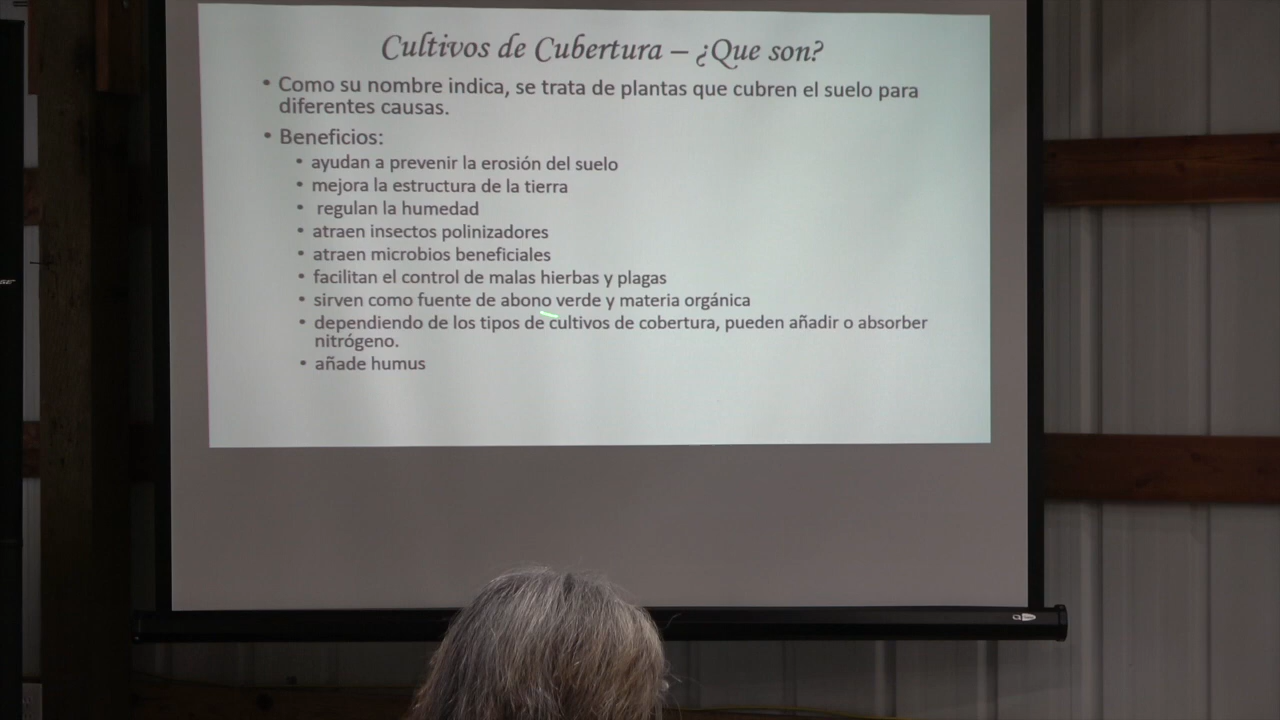 Cultivos de Cubertura – ¿Que son?
• Como su nombre indica, se trata de plantas que cubren el suelo para
diferentes causas.
• Beneficios:
• ayudan a prevenir la erosión del suelo
• mejora la estructura de la tierra
• regulan la humedad
• atraen insectos polinizadores
• atraen microbios beneficiales
• facilitan el control de malas hierbas y plagas
• sirven como fuente de abono verde y materia orgánica
• dependiendo de los tipos de cultivos de cobertura, pueden añadir o absorber
nitrógeno.
• añade humus